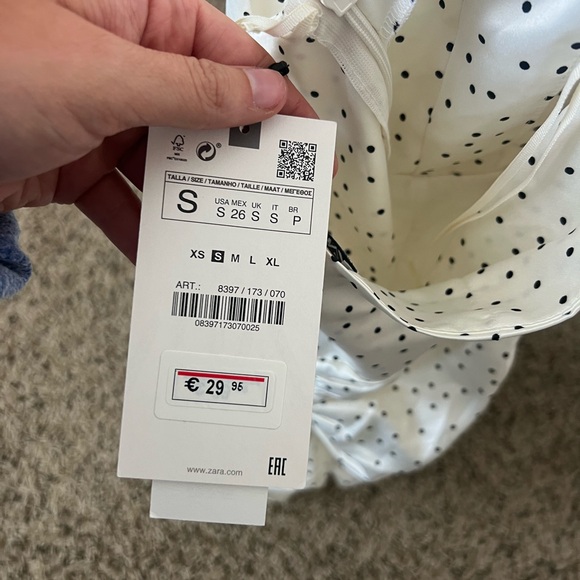 FSC
TALLA / SIZE / TAMANHO / TAILLE / MAAT / ΜΕΓΕΘΟΣ
S
USA MEX UK IT BR
S 26 S S P
XS S M L XL
ART.: 8397 / 173 / 070
08397173070025
€ 29 95
www.zara.com
EAC